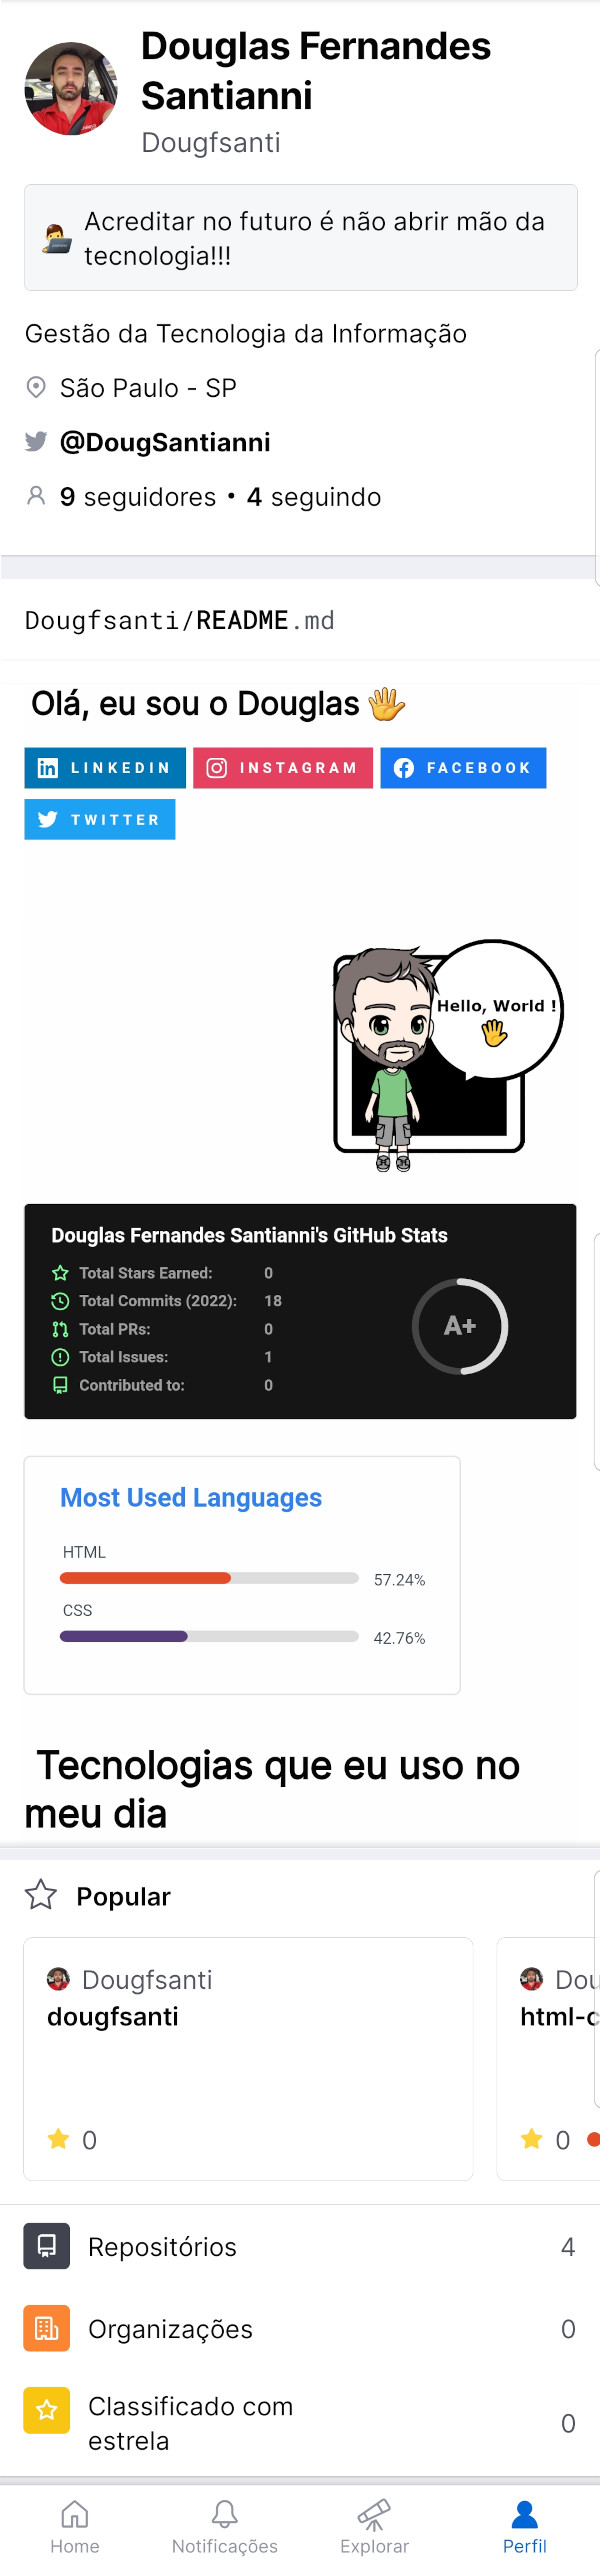 Douglas Fernandes
Santianni
Dougfsanti
Acreditar no futuro é não abrir mão da
tecnologia!!!
Gestão da Tecnologia da Informação
São Paulo - SP
@DougSantianni
9 seguidores • 4 seguindo
Dougfsanti/README.md
Olá, eu sou o Douglas
LINKEDIN
INSTAGRAM
FACEBOOK
TWITTER
Hello, World !
Douglas Fernandes Santianni's GitHub Stats
Total Stars Earned: 0
Total Commits (2022): 18
Total PRs: 0
Total Issues: 1
Contributed to: 0
A+
Most Used Languages
HTML
57.24%
CSS
42.76%
Tecnologias que eu uso no
meu dia
Popular
Dougfsanti
dougfsanti
0
Dou
html-c
0
Repositórios 4
Organizações 0
Classificado com
estrela
0
Home Notificações Explorar Perfil